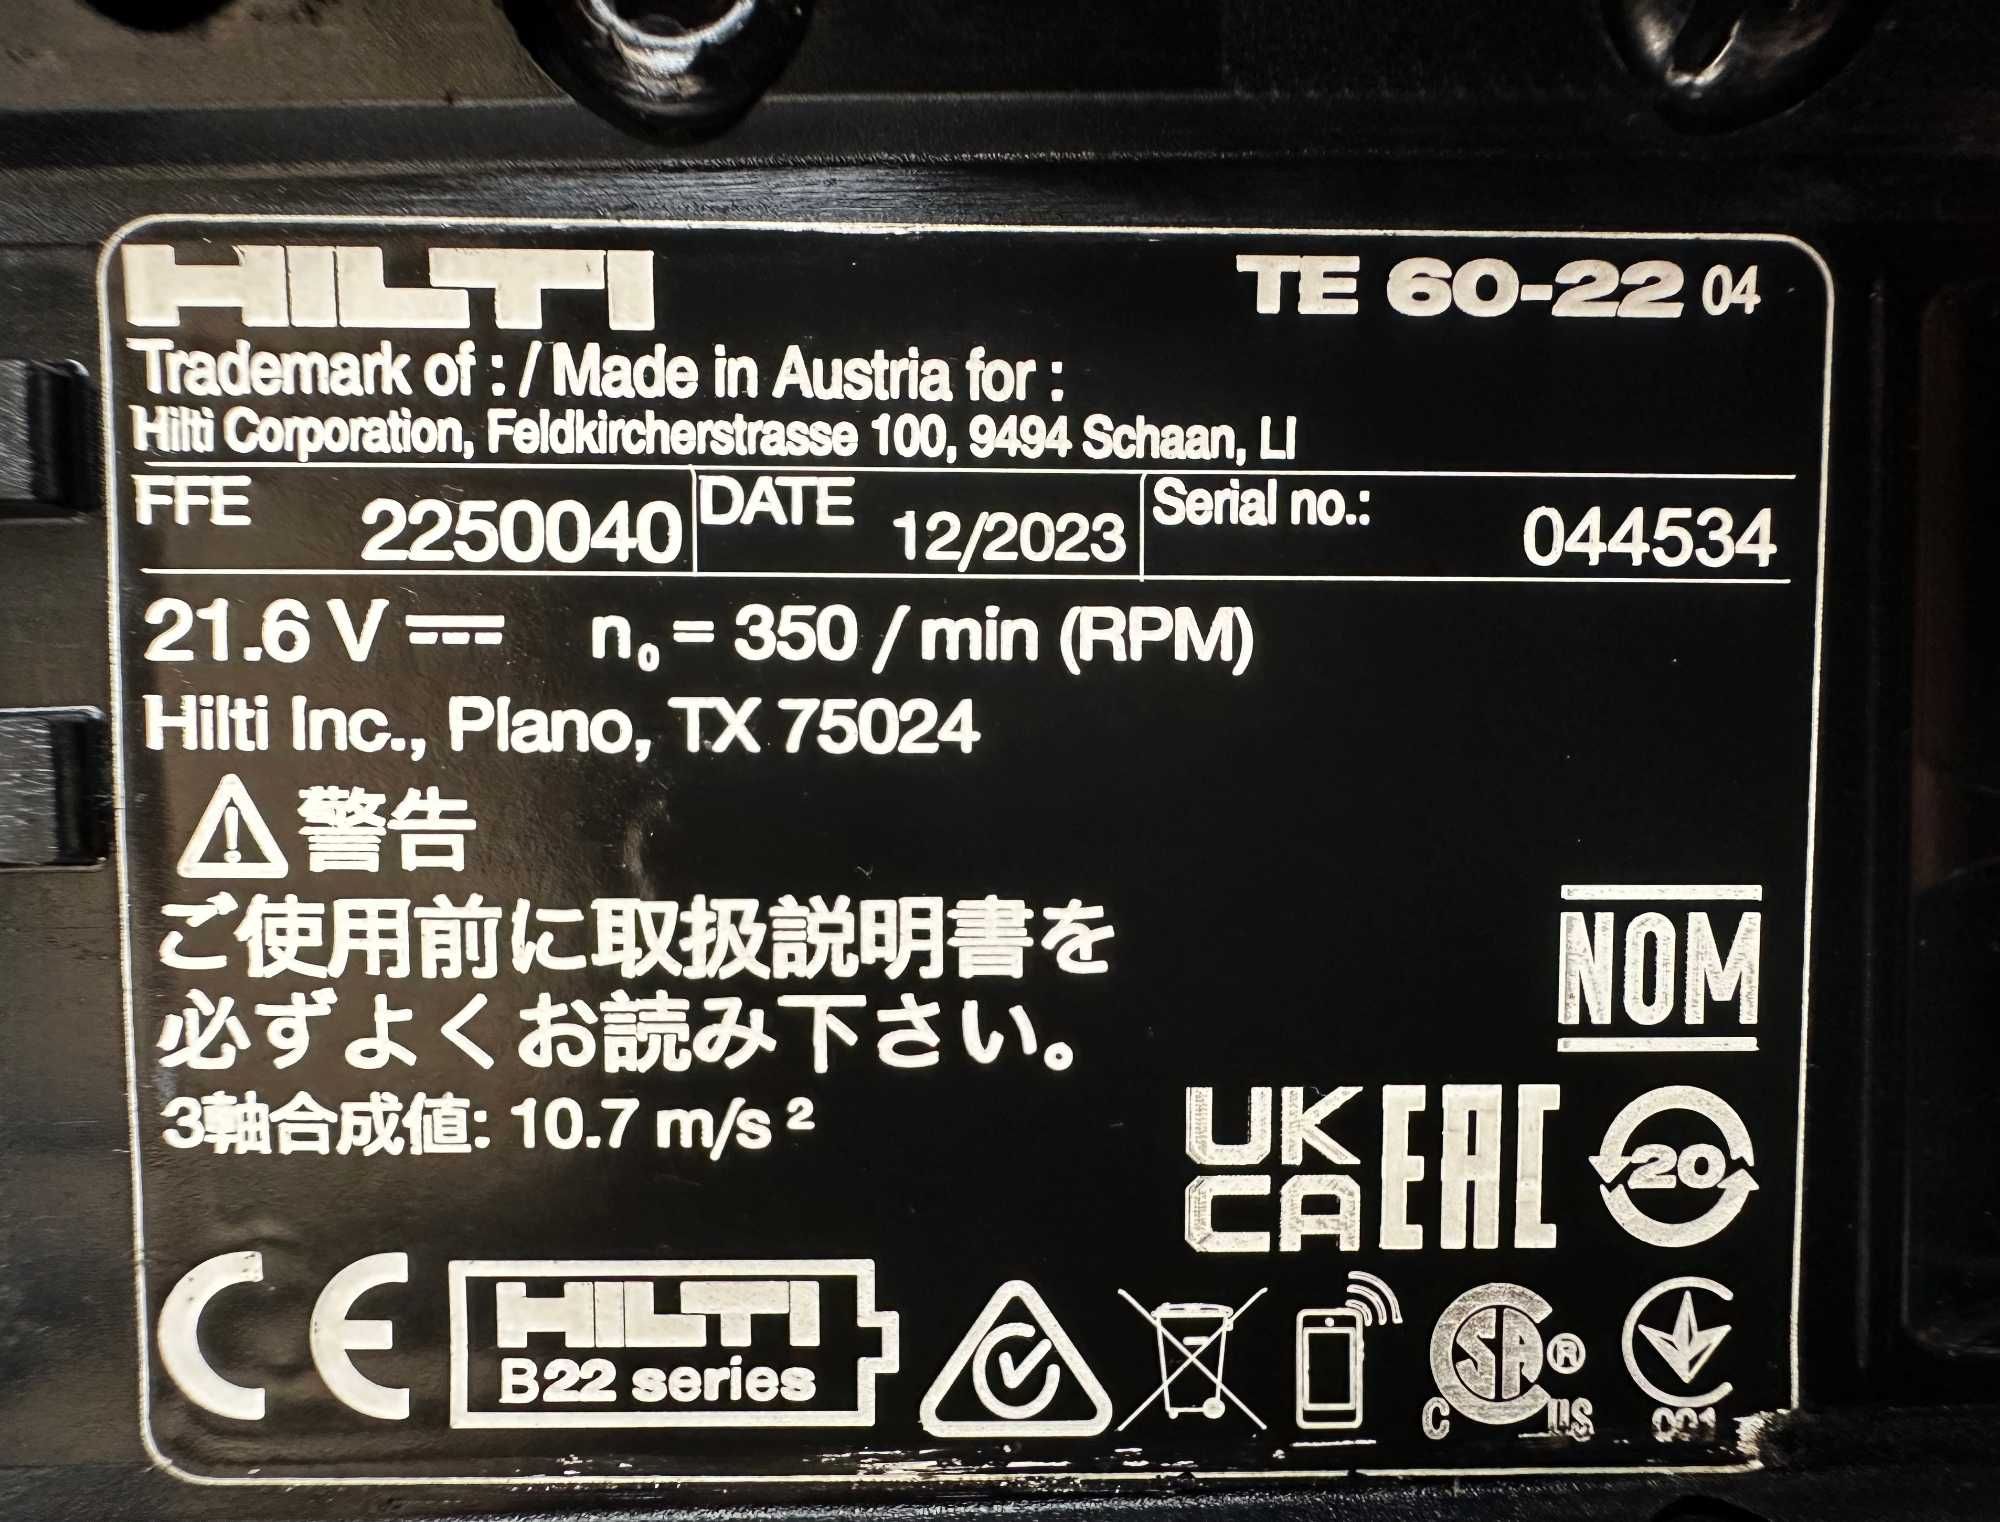 HILTI TE 60-22 04
Trademark of : / Made in Austria for :
Hilti Corporation, Feldkircherstrasse 100, 9494 Schaan, LI
FFE 2250040 DATE 12/2023 Serial no.: 044534
21.6 V n₀ = 350 / min (RPM)
Hilti Inc., Plano, TX 75024
警告
ご使用前に取扱説明書を
必ずよくお読み下さい。
3軸合成値: 10.7 m/s ²
NOM
UK
CA
EAC
20
CE
HILTI
B22 series
CSA ®
C US
001